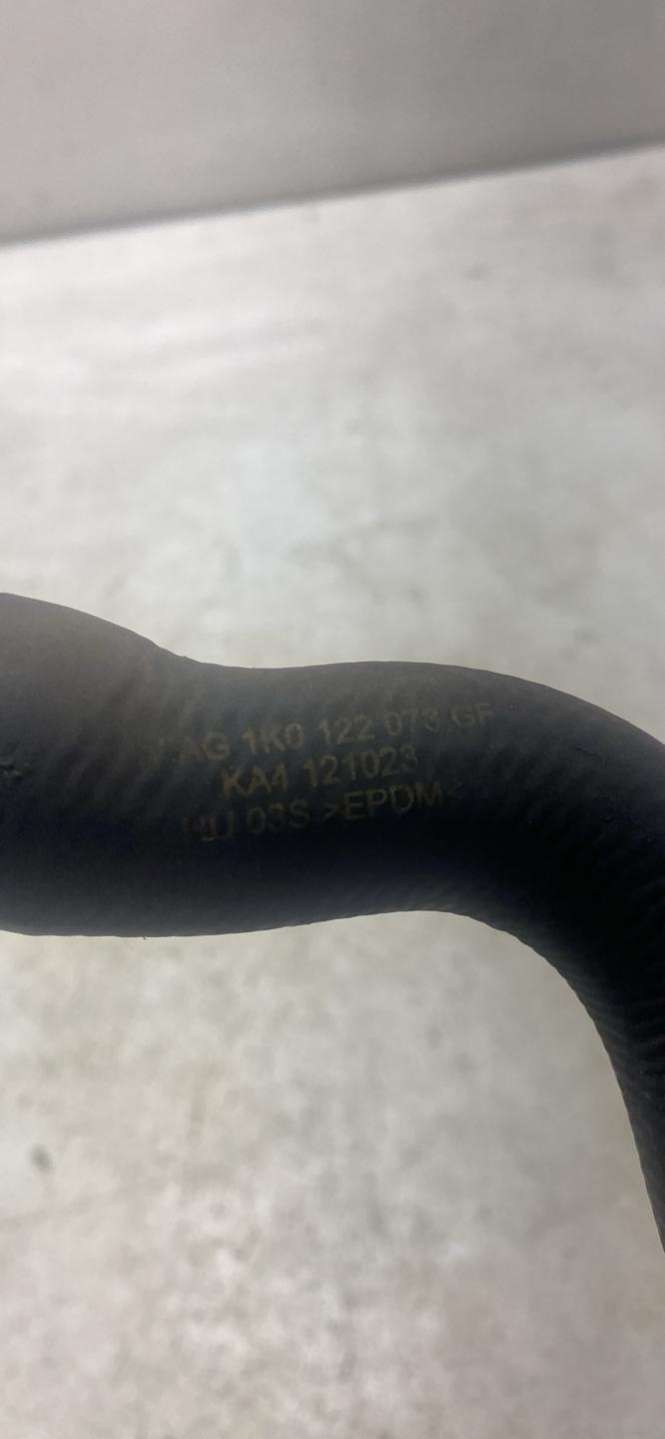 VAG 1K0 122 073 GF
KA4 121023
03S >EPDM<